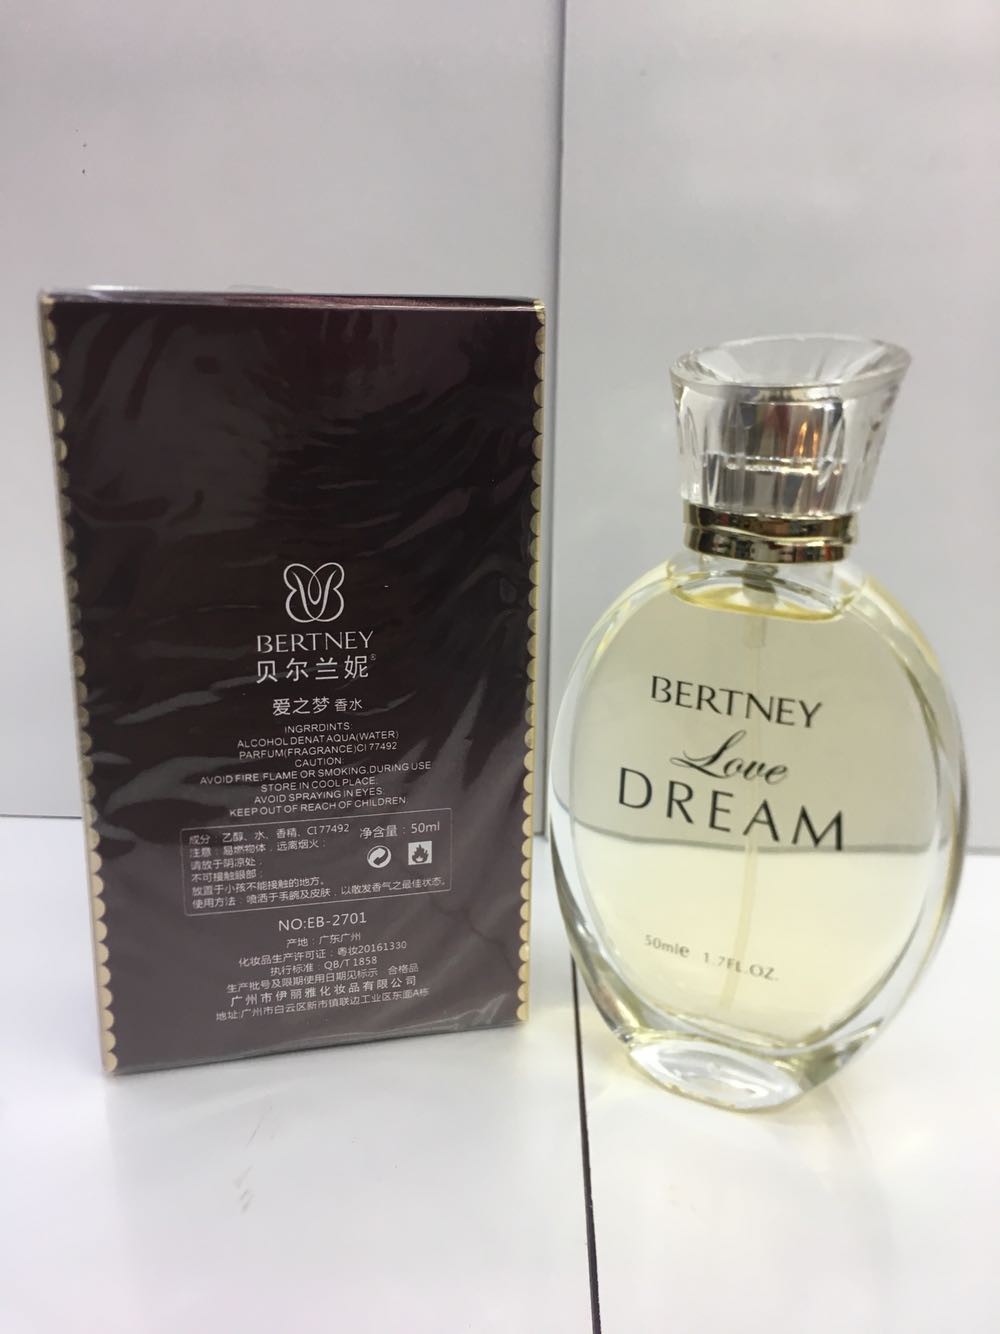 BERTNEY
贝尔兰妮®
爱之梦 香水
INGRRDINTS:
ALCOHOL DENAT AQUA(WATER)
PARFUM(FRAGRANCE)CI 77492
CAUTION:
AVOID FIRE.FLAME OR SMOKING.DURING USE
STORE IN COOL PLACE.
AVOID SPRAYING IN EYES
KEEP OUT OF REACH OF CHILDREN
成分：乙醇、水、香精、CI77492 净含量：50ml
注意：易燃物体，远离烟火；
请放于阴凉处；
不可接触眼部；
放置于小孩不能接触的地方。
使用方法：喷洒于手腕及皮肤，以散发香气之最佳状态。
NO:EB-2701
产地：广东广州
化妆品生产许可证：粤妆20161330
执行标准：QB/T 1858
生产批号及限期使用日期见标示 合格品
广州市伊丽雅化妆品有限公司
地址:广州市白云区新市镇联边工业区东面A栋
BERTNEY
Love
DREAM
50ml℮ 1.7FL.OZ.